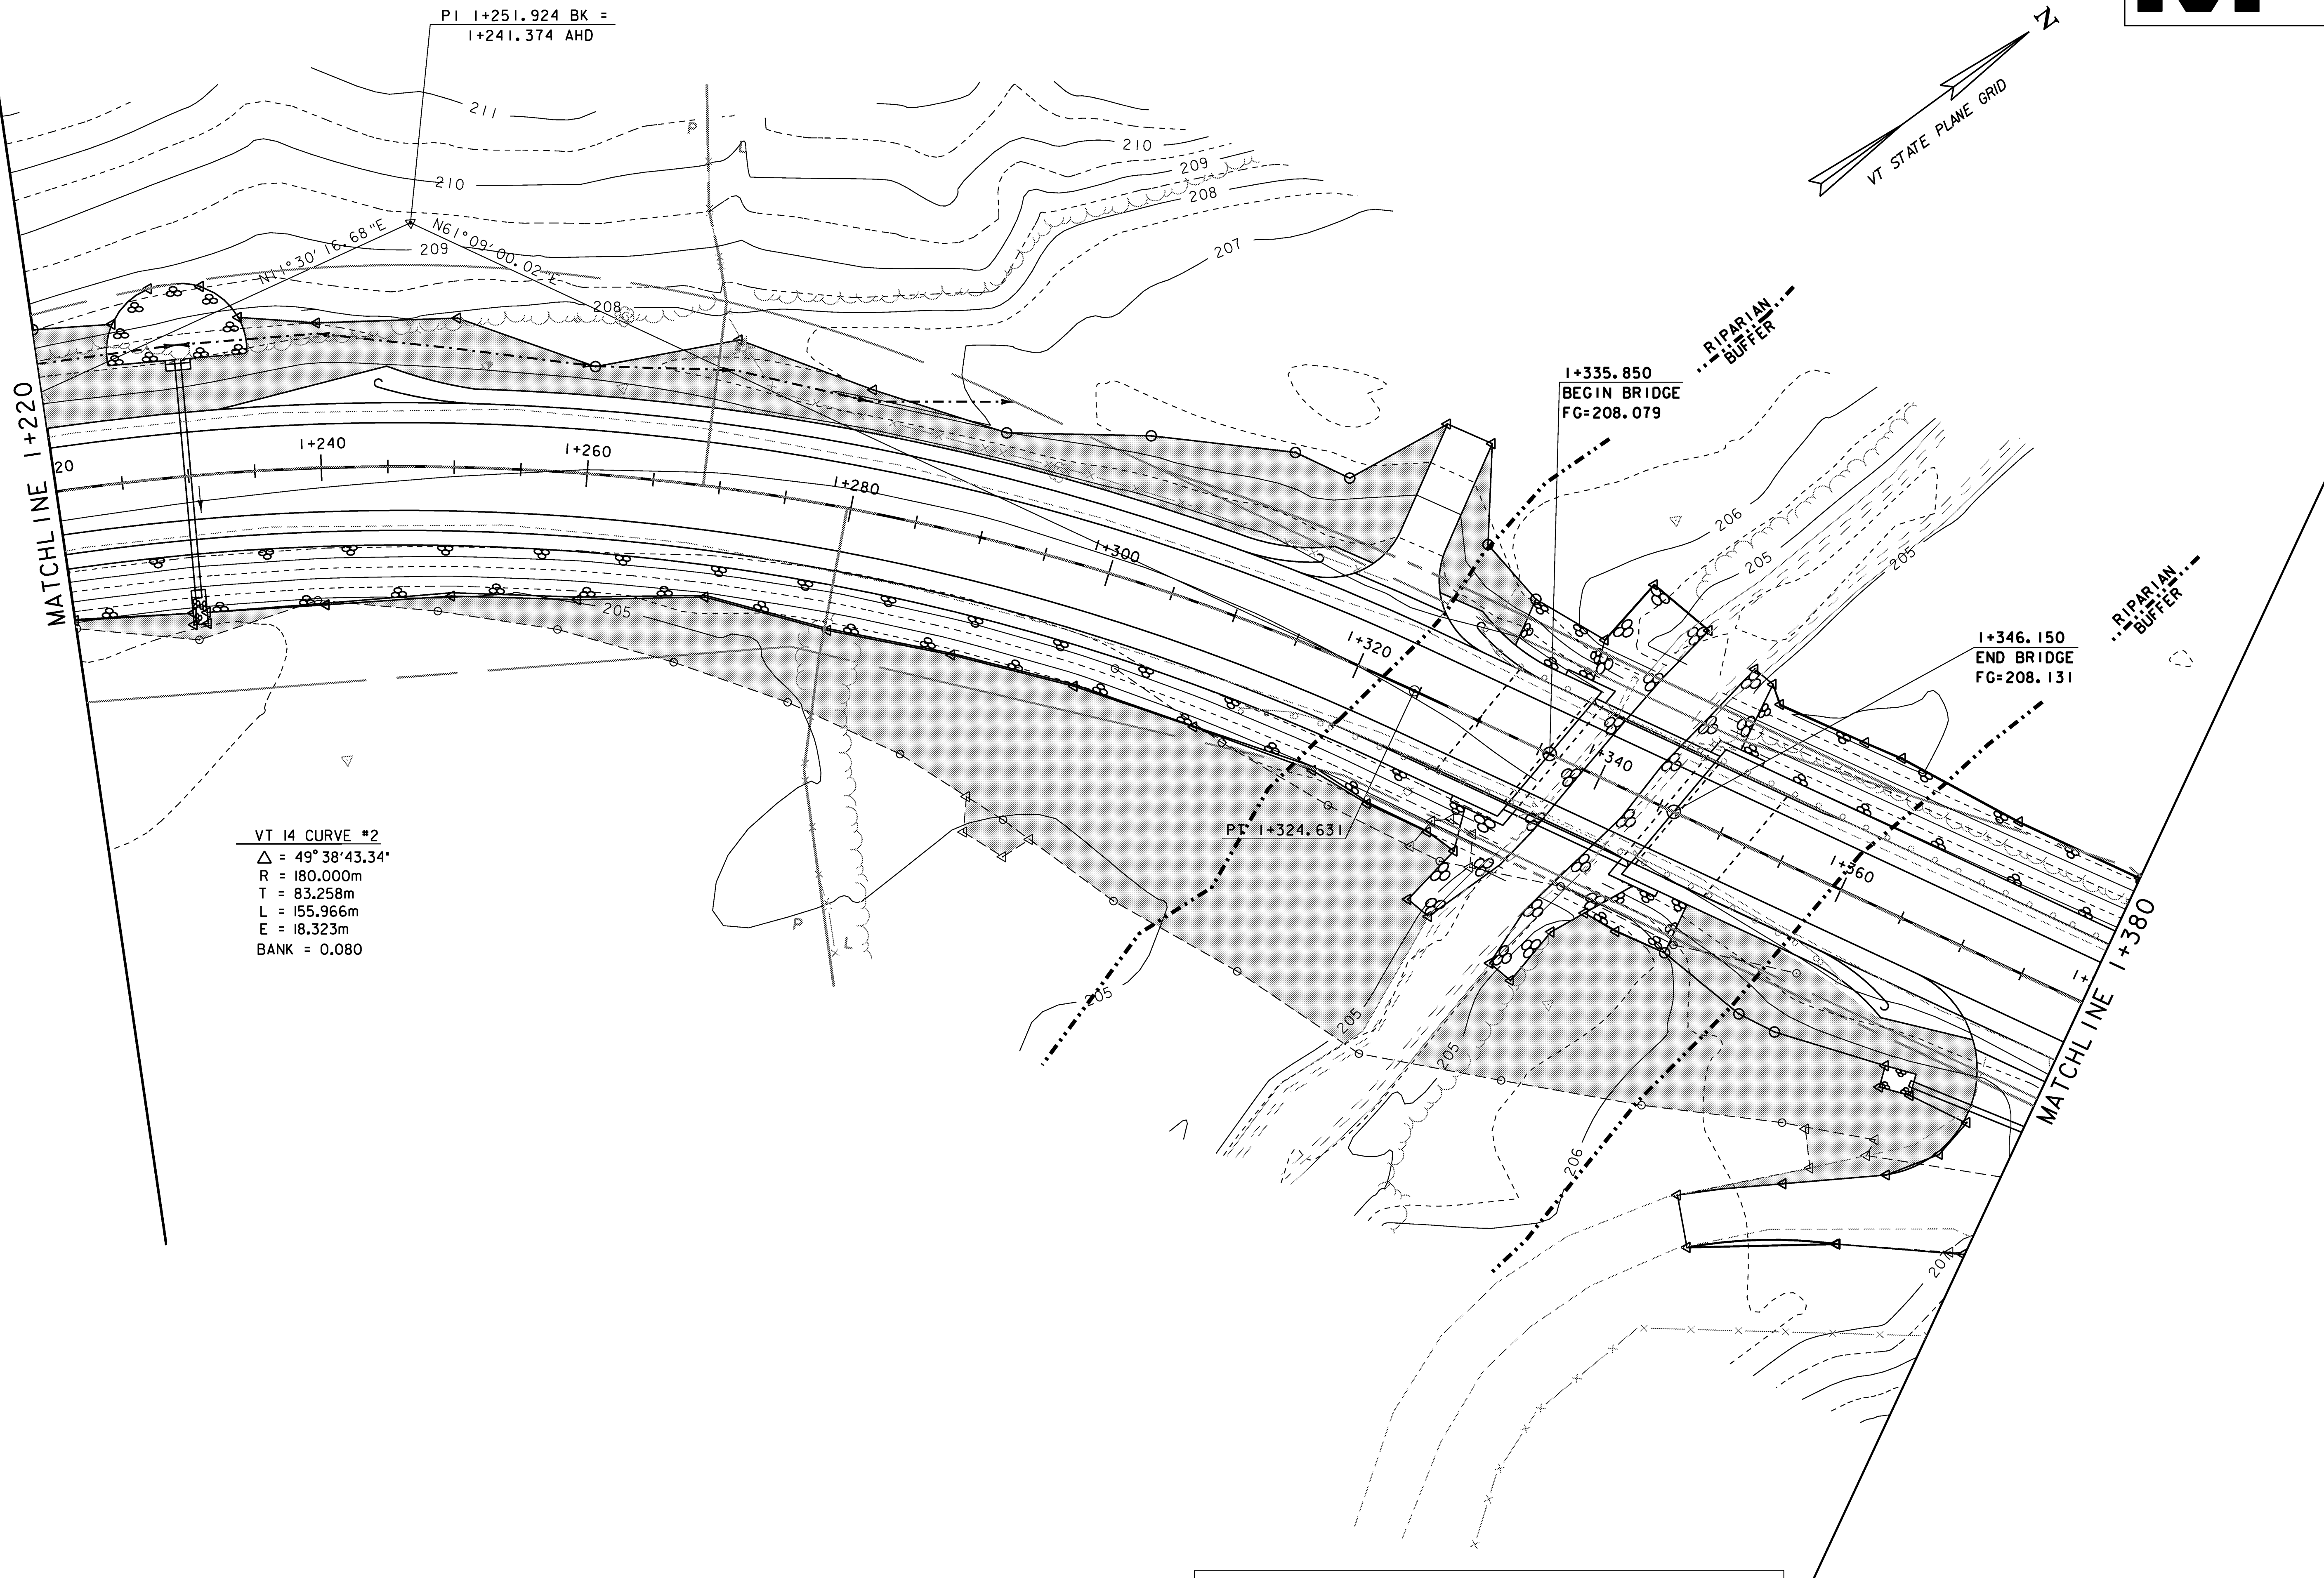 PI 1+251.924 BK =
1+241.374 AHD
N
VT STATE PLANE GRID
211
P
L
210
210
209
208
207
N11°30'16.68"E
N61°09'00.02"E
209
208
RIPARIAN
BUFFER
1+335.850
BEGIN BRIDGE
FG=208.079
MATCHLINE 1+220
20
1+240
1+260
1+280
1+300
1+320
1+340
1+360
1+
206
205
205
RIPARIAN
BUFFER
1+346.150
END BRIDGE
FG=208.131
205
PT 1+324.631
VT 14 CURVE #2
△ = 49°38'43.34"
R = 180.000m
T = 83.258m
L = 155.966m
E = 18.323m
BANK = 0.080
P
L
205
205
205
206
MATCHLINE 1+380